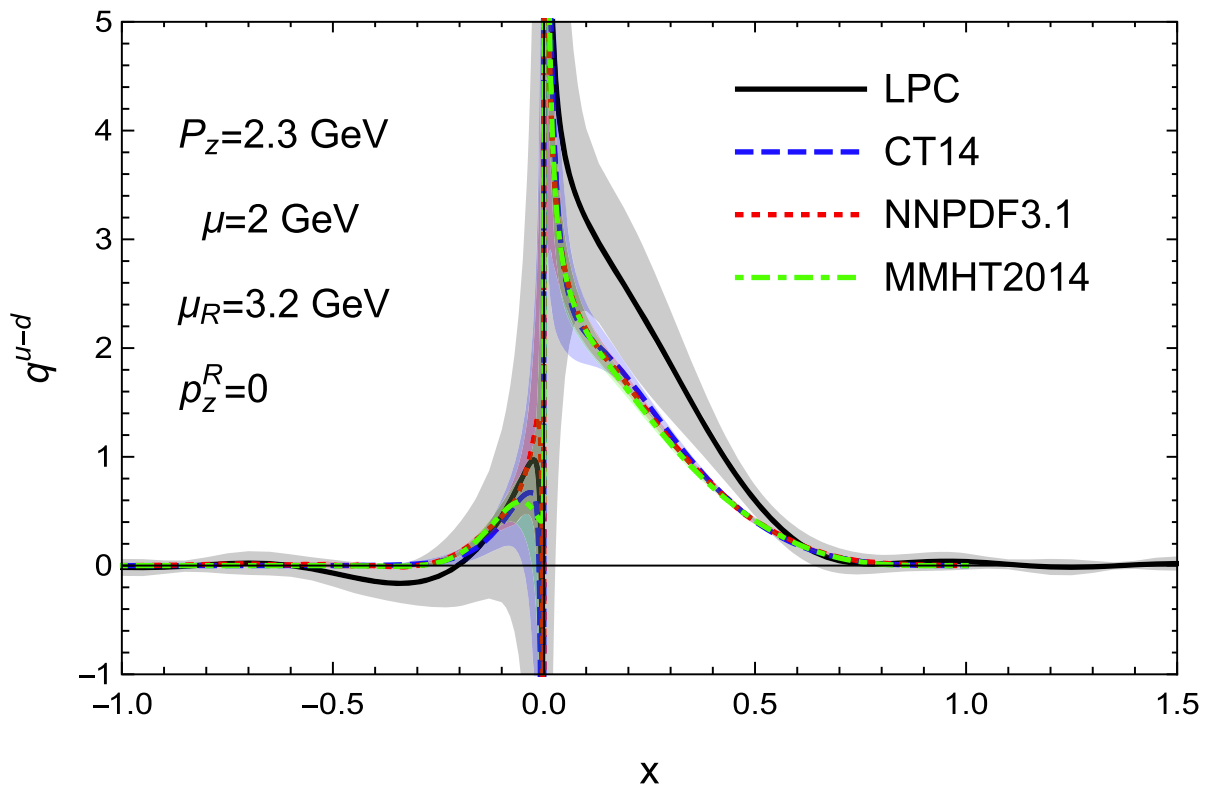 5
4
3
2
1
0
−1
q^{u−d}
P_z=2.3 GeV
μ=2 GeV
μ_R=3.2 GeV
p_z^R=0
LPC
CT14
NNPDF3.1
MMHT2014
−1.0 −0.5 0.0 0.5 1.0 1.5
x